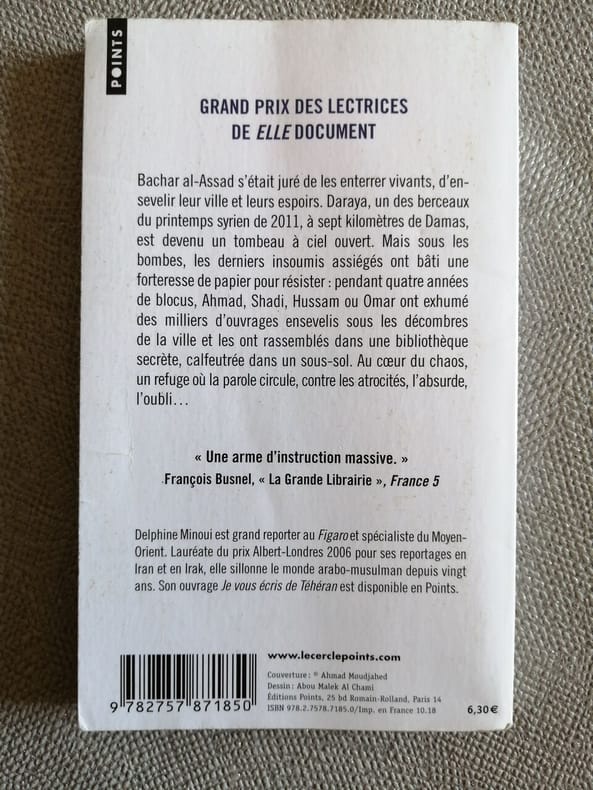 POINTS
GRAND PRIX DES LECTRICES
DE ELLE DOCUMENT
Bachar al-Assad s'était juré de les enterrer vivants, d'en-
sevelir leur ville et leurs espoirs. Daraya, un des berceaux
du printemps syrien de 2011, à sept kilomètres de Damas,
est devenu un tombeau à ciel ouvert. Mais sous les
bombes, les derniers insoumis assiégés ont bâti une
forteresse de papier pour résister : pendant quatre années
de blocus, Ahmad, Shadi, Hussam ou Omar ont exhumé
des milliers d'ouvrages ensevelis sous les décombres
de la ville et les ont rassemblés dans une bibliothèque
secrète, calfeutrée dans un sous-sol. Au cœur du chaos,
un refuge où la parole circule, contre les atrocités, l'absurde,
l'oubli…
« Une arme d'instruction massive. »
François Busnel, « La Grande Librairie », France 5
Delphine Minoui est grand reporter au Figaro et spécialiste du Moyen-
Orient. Lauréate du prix Albert-Londres 2006 pour ses reportages en
Iran et en Irak, elle sillonne le monde arabo-musulman depuis vingt
ans. Son ouvrage Je vous écris de Téhéran est disponible en Points.
www.lecerclepoints.com
Couverture : © Ahmad Moudjahed
Dessin : Abou Malek Al Chami
Éditions Points, 25 bd Romain-Rolland, Paris 14
ISBN 978.2.7578.7185.0/Imp. en France 10.18
6,30 €
9 782757 871850